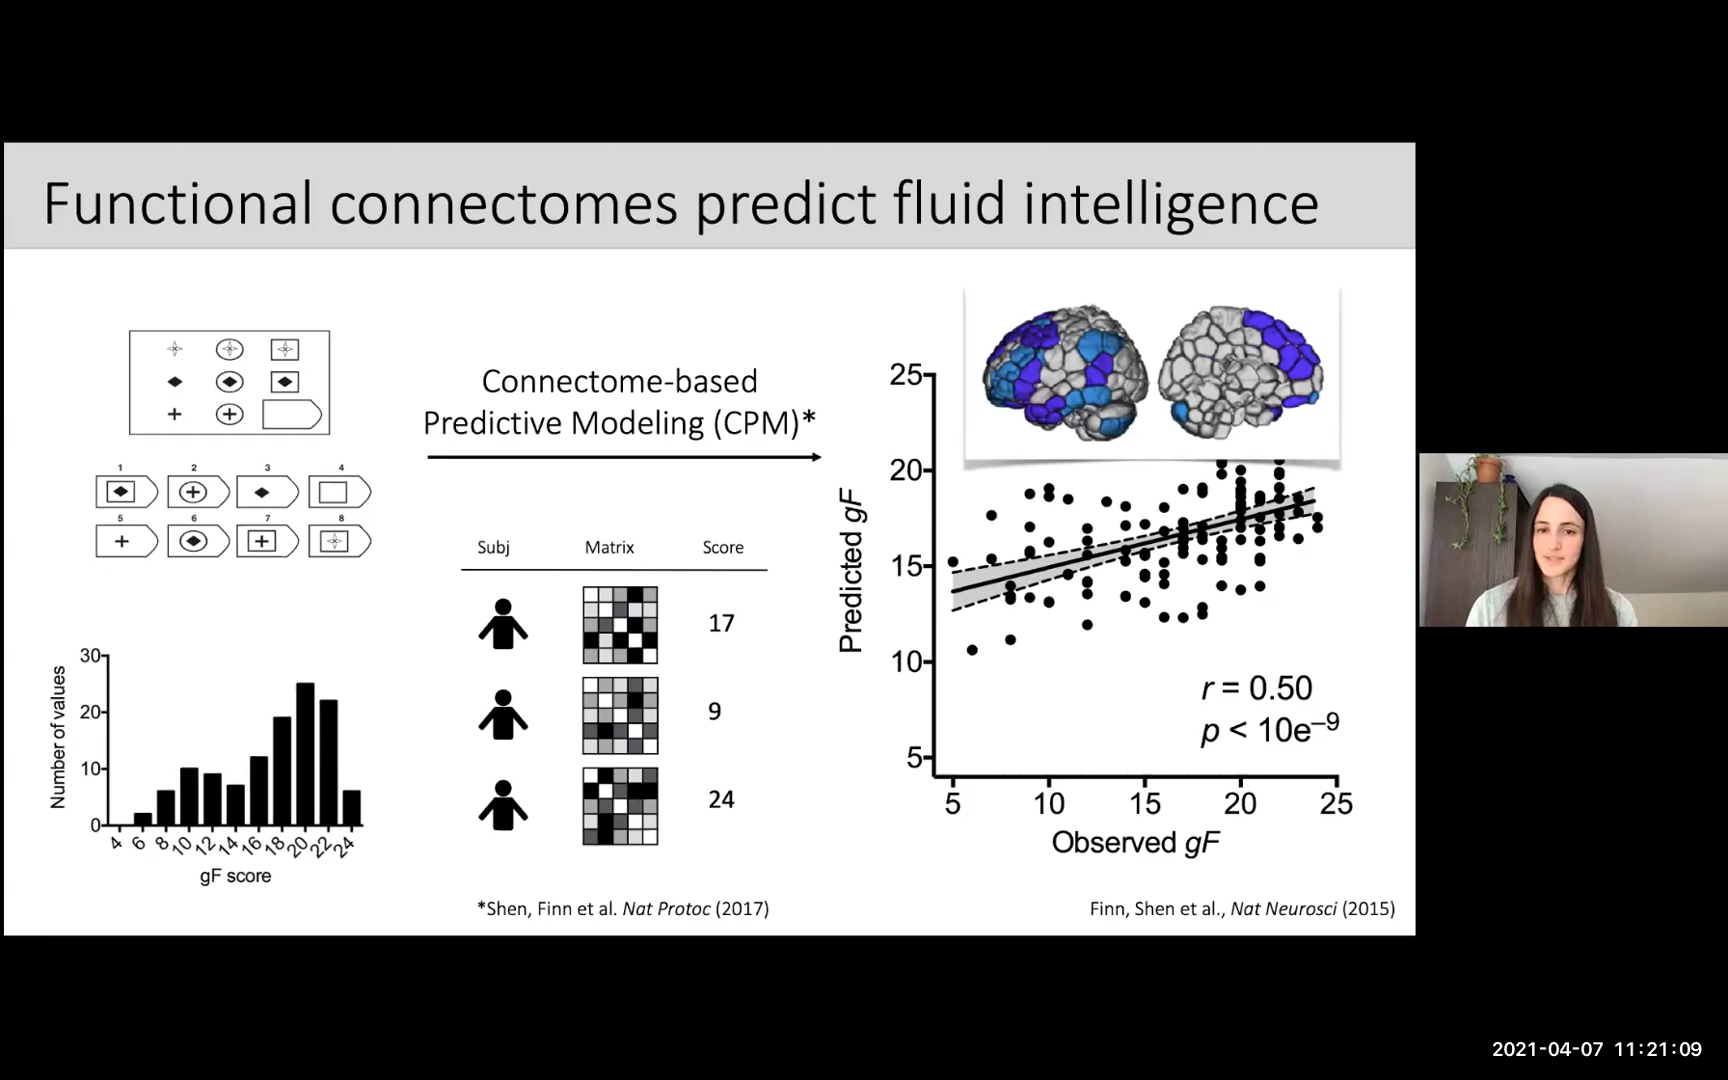 Functional connectomes predict fluid intelligence
1 2 3 4
5 6 7 8
30
20
10
0
Number of values
4 6 8 10 12 14 16 18 20 22 24
gF score
Connectome-based
Predictive Modeling (CPM)*
Subj Matrix Score
17
9
24
*Shen, Finn et al. Nat Protoc (2017)
25
20
15
10
5
Predicted gF
r = 0.50
p < 10e–9
5 10 15 20 25
Observed gF
Finn, Shen et al., Nat Neurosci (2015)
2021-04-07 11:21:09